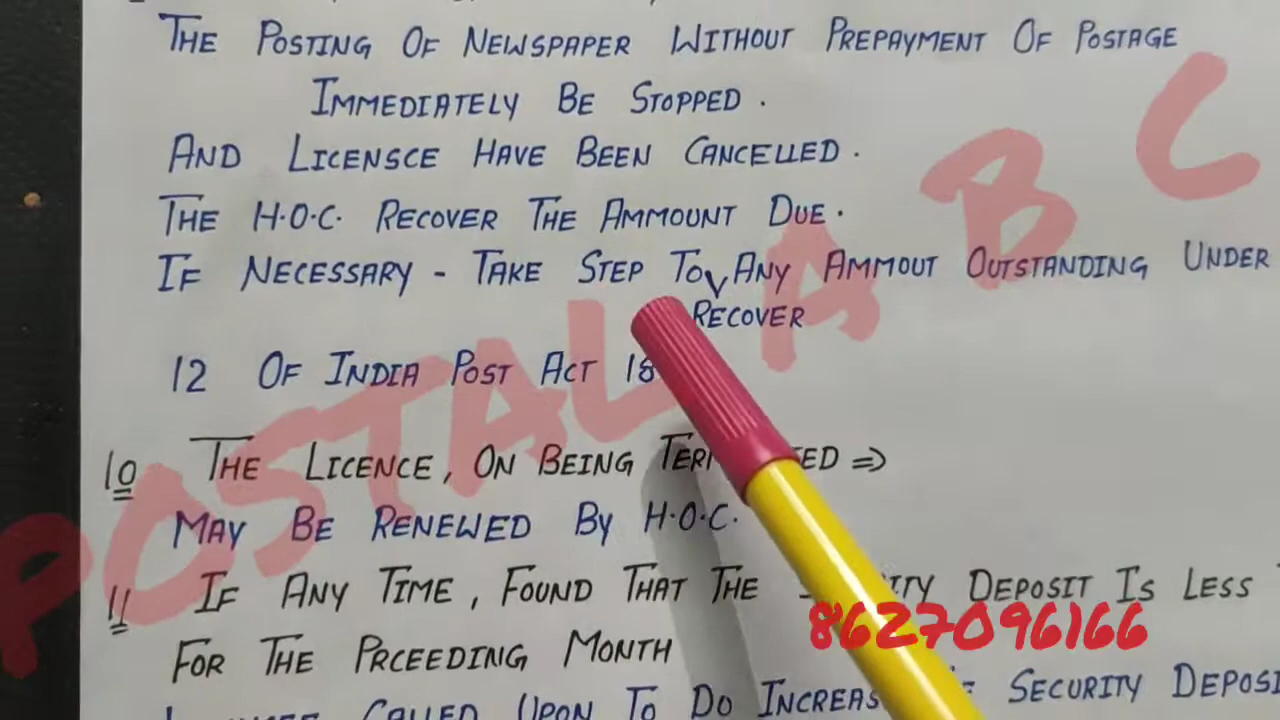 THE POSTING OF NEWSPAPER WITHOUT PREPAYMENT OF POSTAGE
IMMEDIATELY BE STOPPED.
AND LICENSCE HAVE BEEN CANCELLED.
THE H.O.C. RECOVER THE AMMOUNT DUE.
IF NECESSARY - TAKE STEP TO ANY AMMOUT OUTSTANDING UNDER
RECOVER
12 OF INDIA POST ACT 18
10 THE LICENCE, ON BEING ⇒
MAY BE RENEWED BY H.O.C.
11 IF ANY TIME, FOUND THAT THE DEPOSIT IS LESS
FOR THE PRCEEDING MONTH
CALLED UPON TO DO SECURITY
POSTAL A B C
8627096166